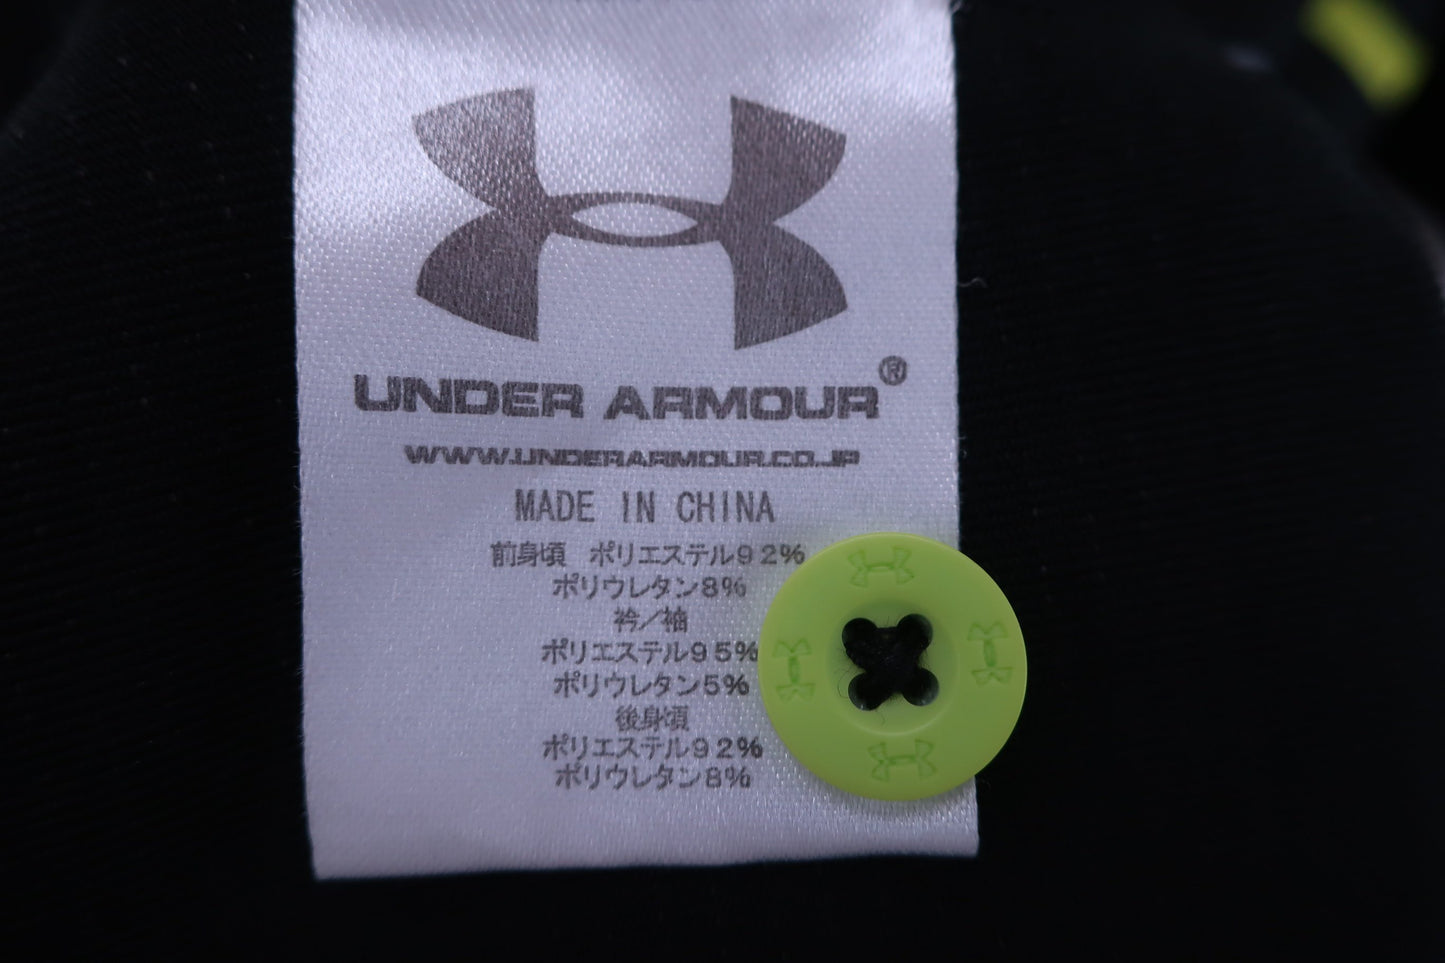 UNDER ARMOUR®
WWW.UNDERARMOUR.CO.JP
MADE IN CHINA
前身頃　ポリエステル92%
ポリウレタン8%
衿／袖
ポリエステル95%
ポリウレタン5%
後身頃
ポリエステル92%
ポリウレタン8%